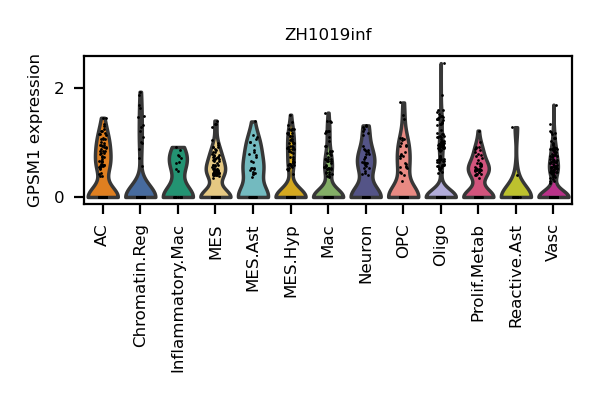 ZH1019inf
GPSM1 expression
2
0
AC
Chromatin.Reg
Inflammatory.Mac
MES
MES.Ast
MES.Hyp
Mac
Neuron
OPC
Oligo
Prolif.Metab
Reactive.Ast
Vasc